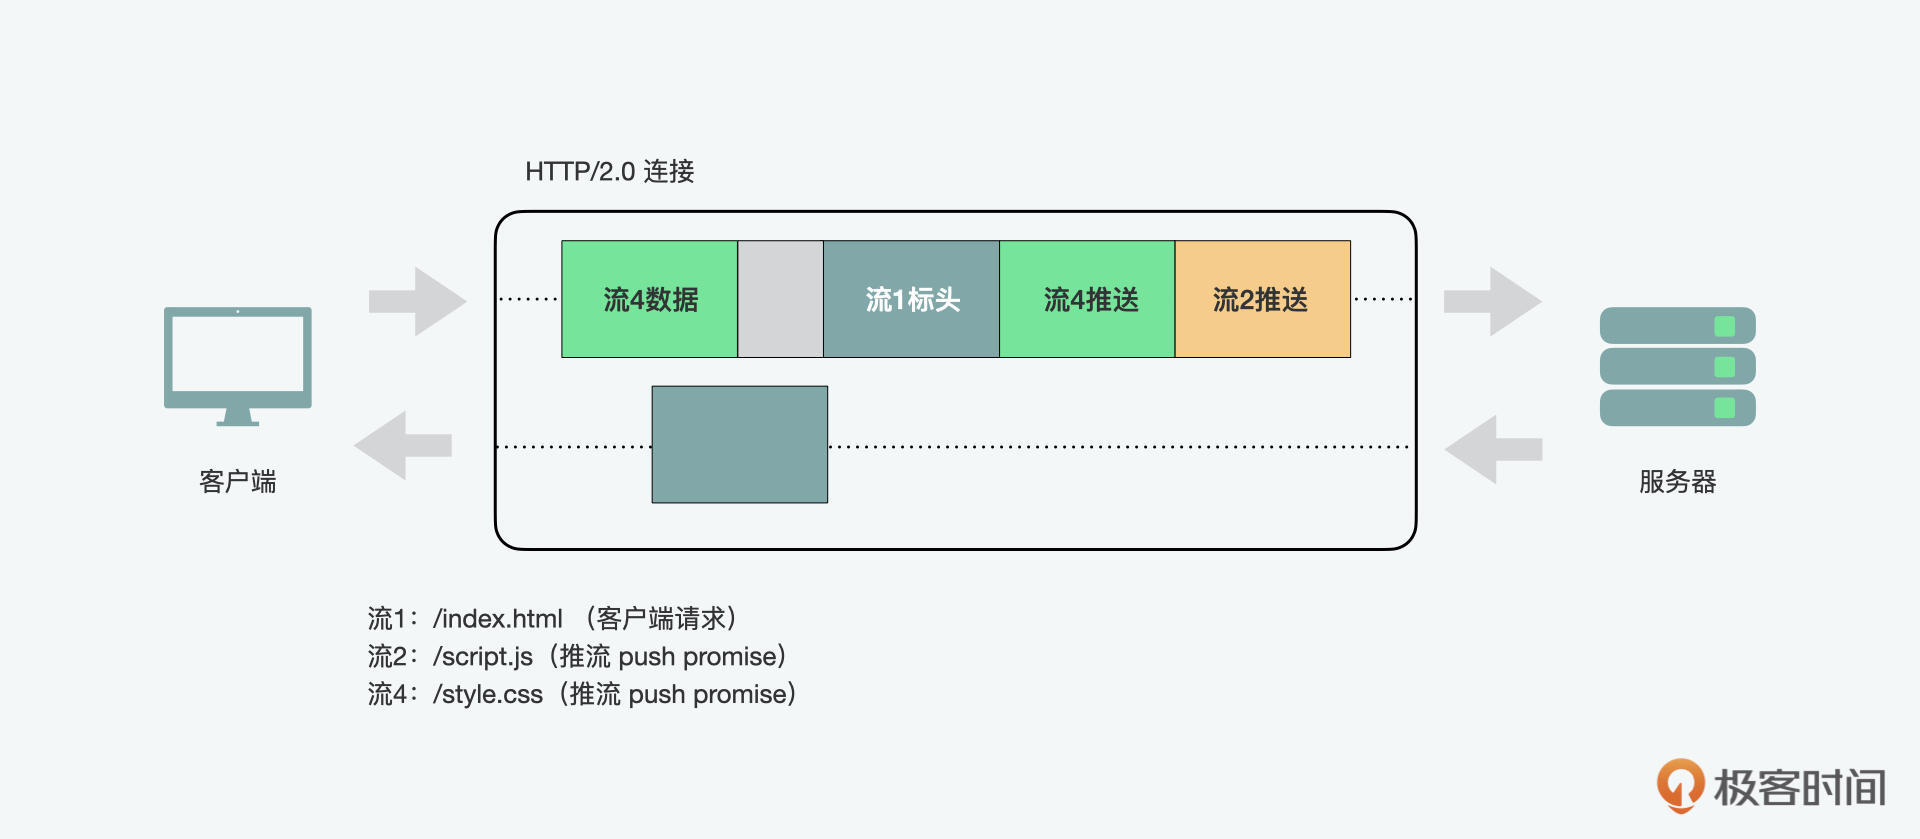 HTTP/2.0 连接
流4数据
流1标头
流4推送
流2推送
客户端
服务器
流1：/index.html （客户端请求）
流2：/script.js（推流 push promise）
流4：/style.css（推流 push promise）
极客时间